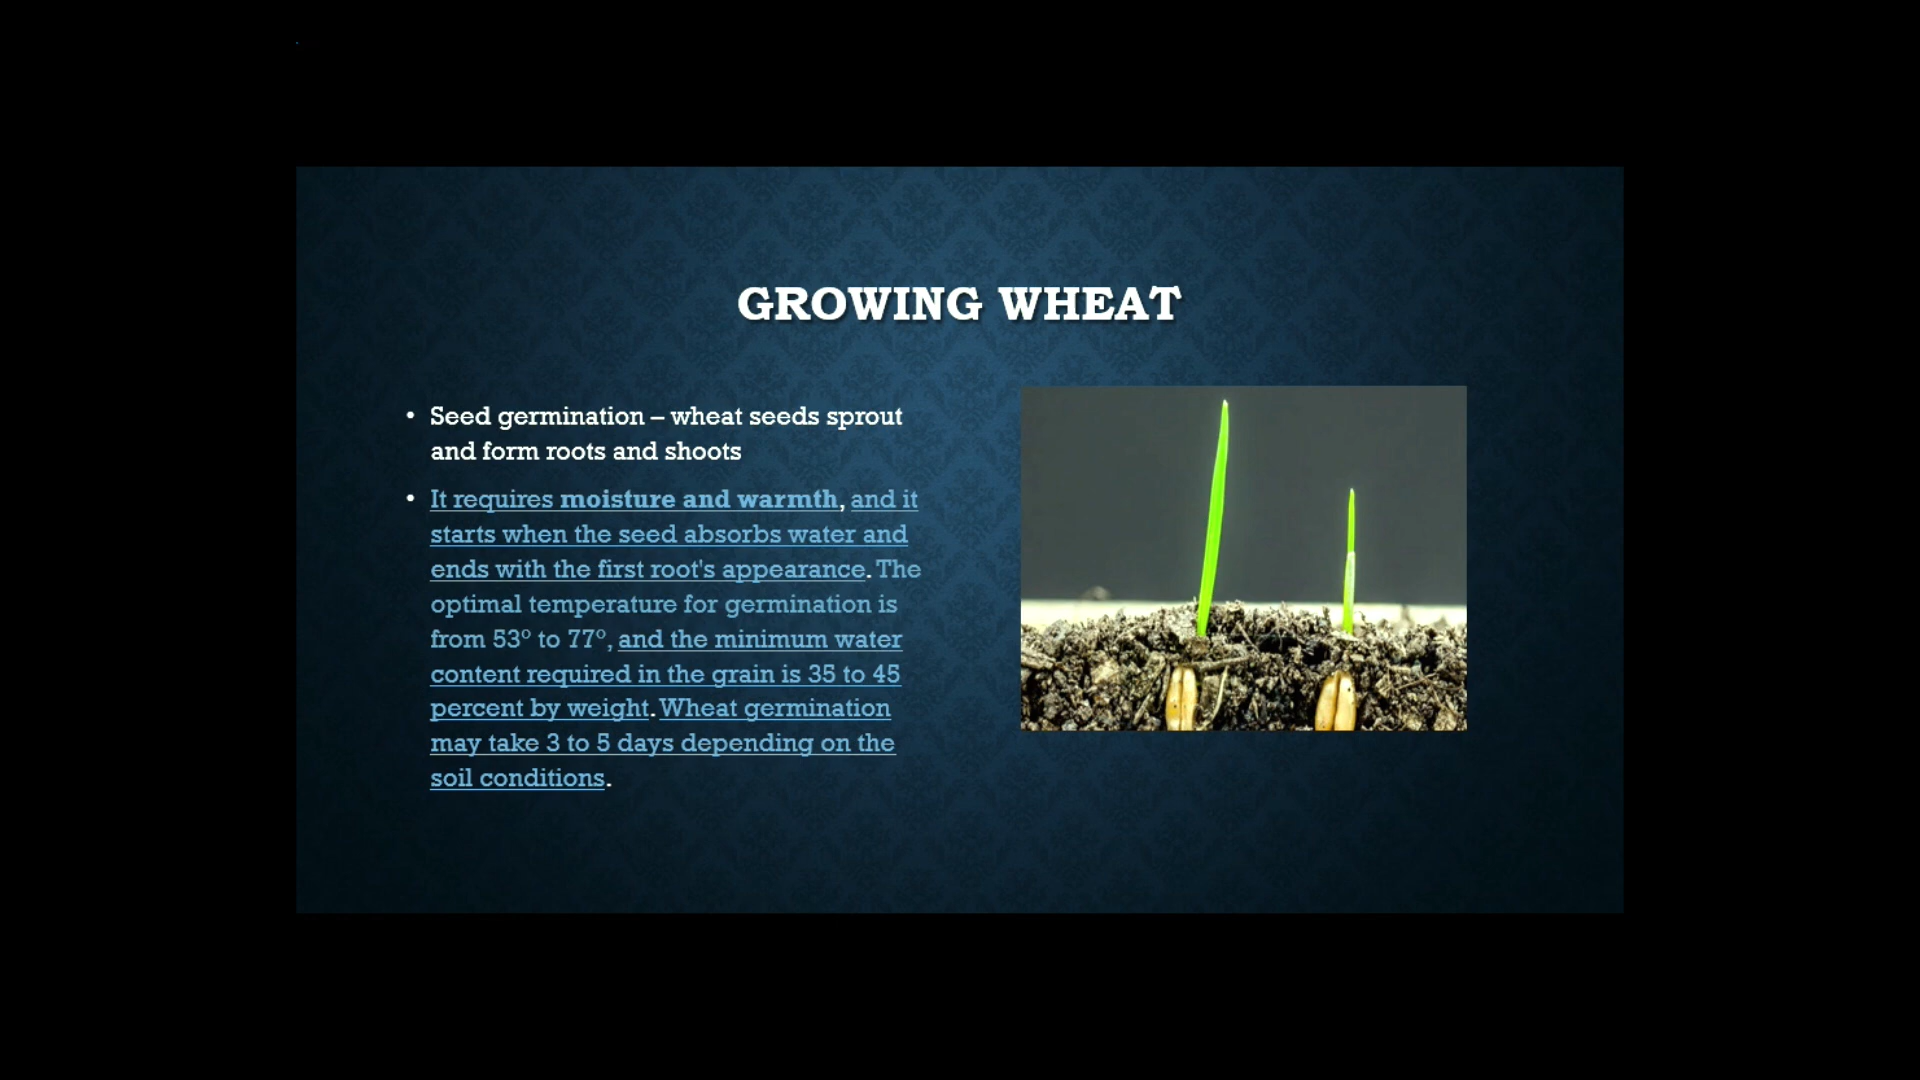 GROWING WHEAT
• Seed germination – wheat seeds sprout
and form roots and shoots
• It requires moisture and warmth, and it
starts when the seed absorbs water and
ends with the first root's appearance. The
optimal temperature for germination is
from 53º to 77º, and the minimum water
content required in the grain is 35 to 45
percent by weight. Wheat germination
may take 3 to 5 days depending on the
soil conditions.